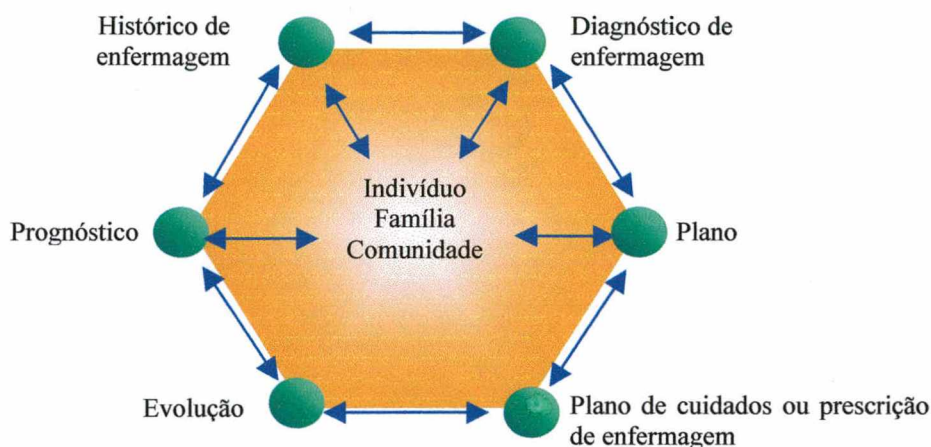 Histórico de
enfermagem
Diagnóstico de
enfermagem
Indivíduo
Família
Comunidade
Prognóstico
Plano
Evolução
Plano de cuidados ou prescrição
de enfermagem